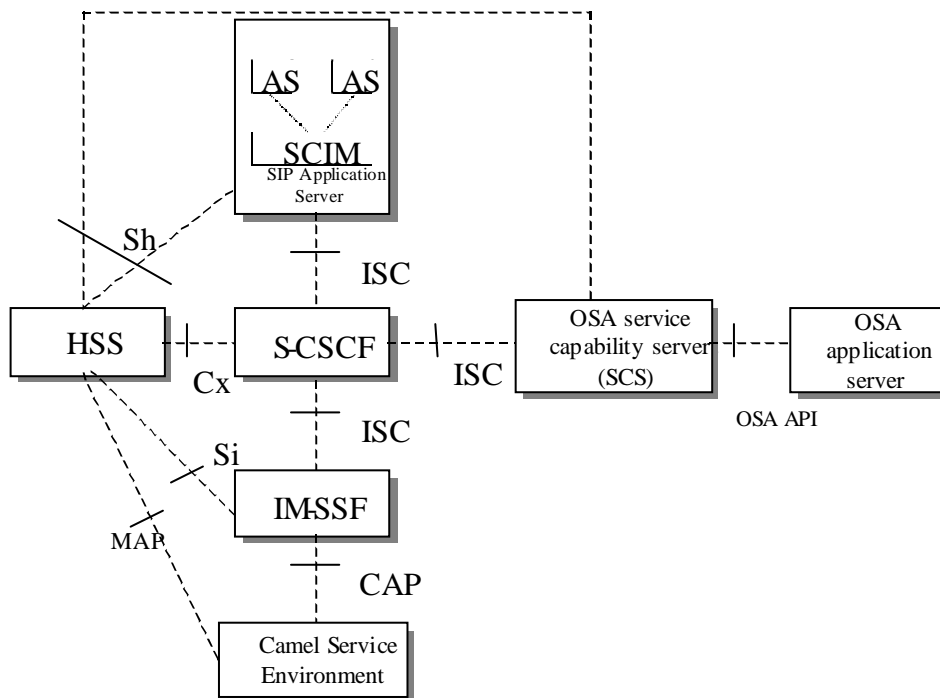 AS AS
SCIM
SIP Application
Server
Sh
ISC
HSS
S-CSCF
OSA service
capability server
(SCS)
OSA
application
server
Cx
ISC
ISC
OSA API
Si
IM-SSF
MAP
CAP
Camel Service
Environment